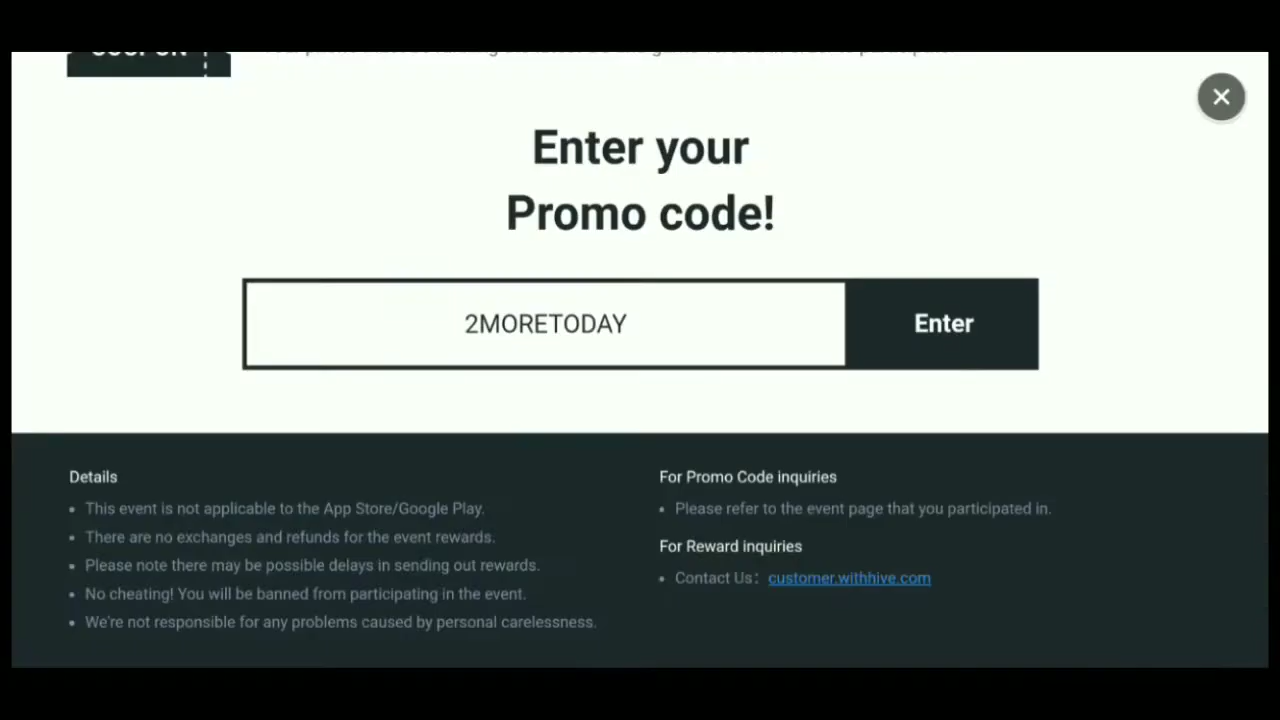 COUPON
Enter your
Promo code!
2MORETODAY
Enter
Details
• This event is not applicable to the App Store/Google Play.
• There are no exchanges and refunds for the event rewards.
• Please note there may be possible delays in sending out rewards.
• No cheating! You will be banned from participating in the event.
• We're not responsible for any problems caused by personal carelessness.
For Promo Code inquiries
• Please refer to the event page that you participated in.
For Reward inquiries
• Contact Us: customer.withhive.com